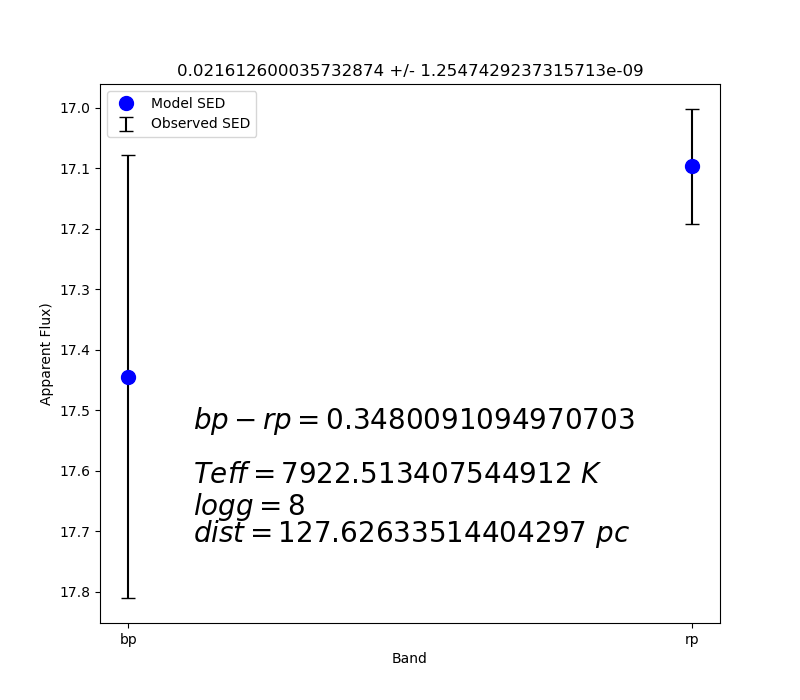 0.021612600035732874 +/- 1.2547429237315713e-09
Model SED
Observed SED
17.0
17.1
17.2
17.3
17.4
17.5
17.6
17.7
17.8
Apparent Flux)
bp − rp = 0.3480091094970703
Teff = 7922.513407544912 K
logg = 8
dist = 127.62633514404297 pc
bp
rp
Band